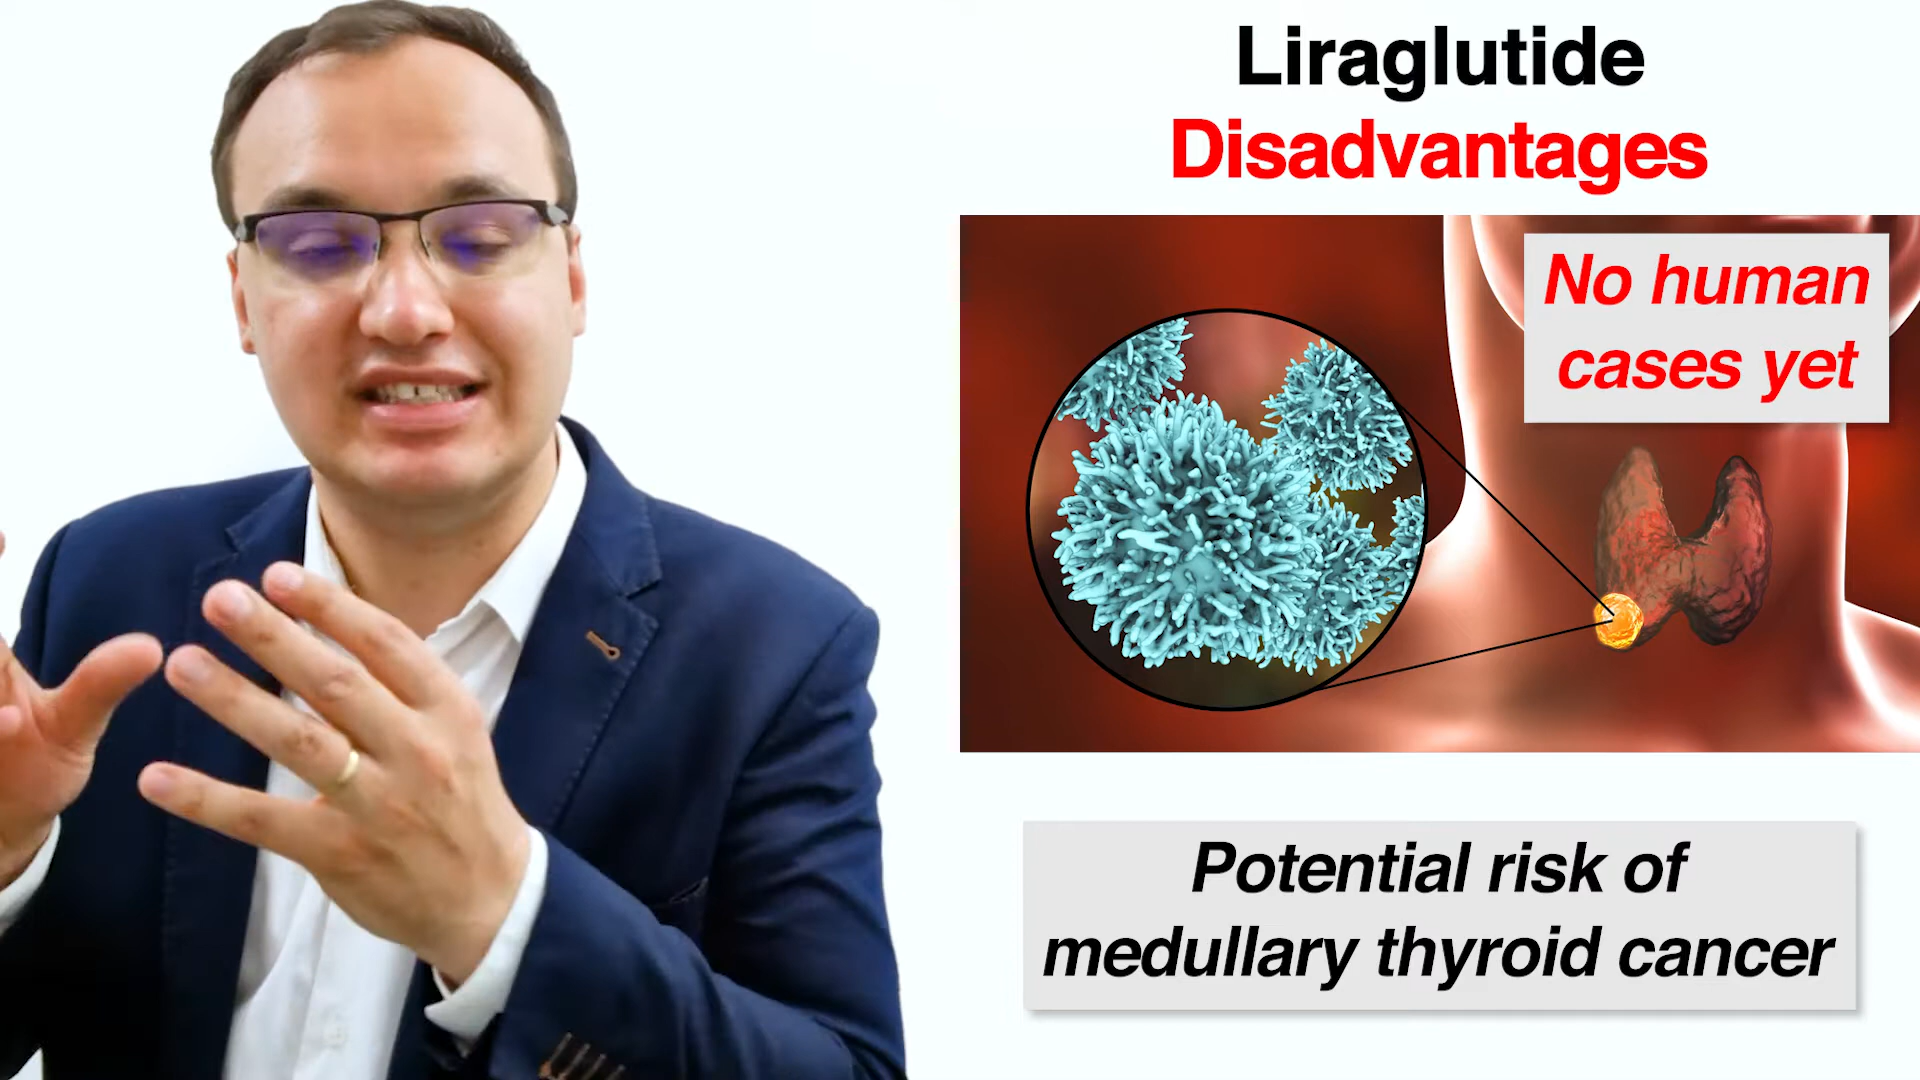 Liraglutide
Disadvantages
No human
cases yet
Potential risk of
medullary thyroid cancer